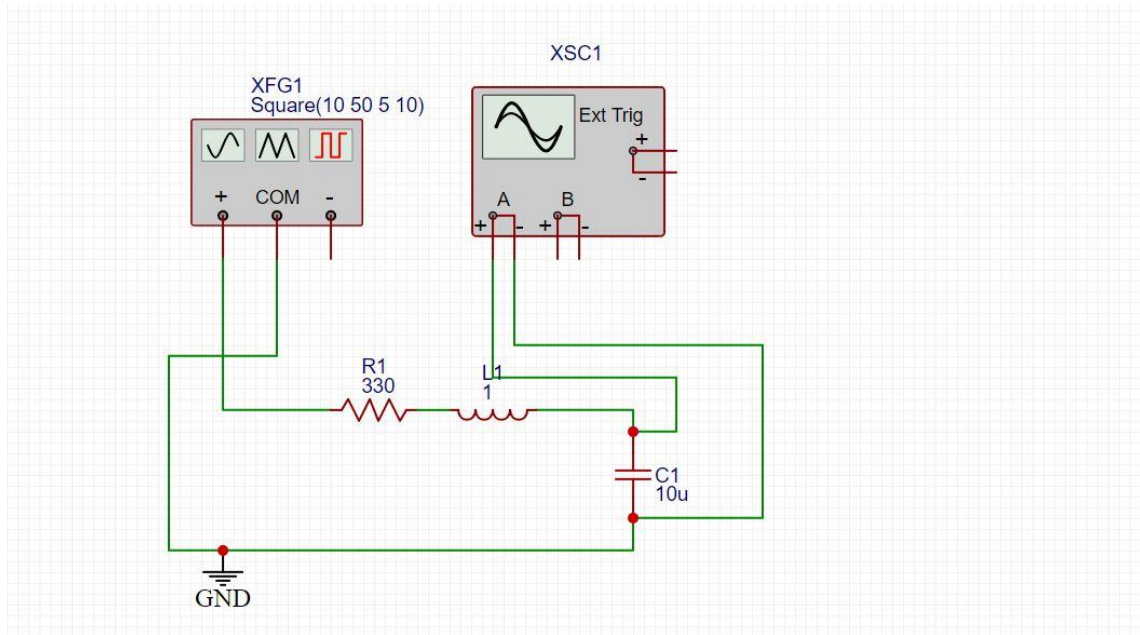 XSC1
XFG1
Square(10 50 5 10)
Ext Trig
+
-
+ COM -
A B
+ - + -
R1
330
L1
1
C1
10u
GND